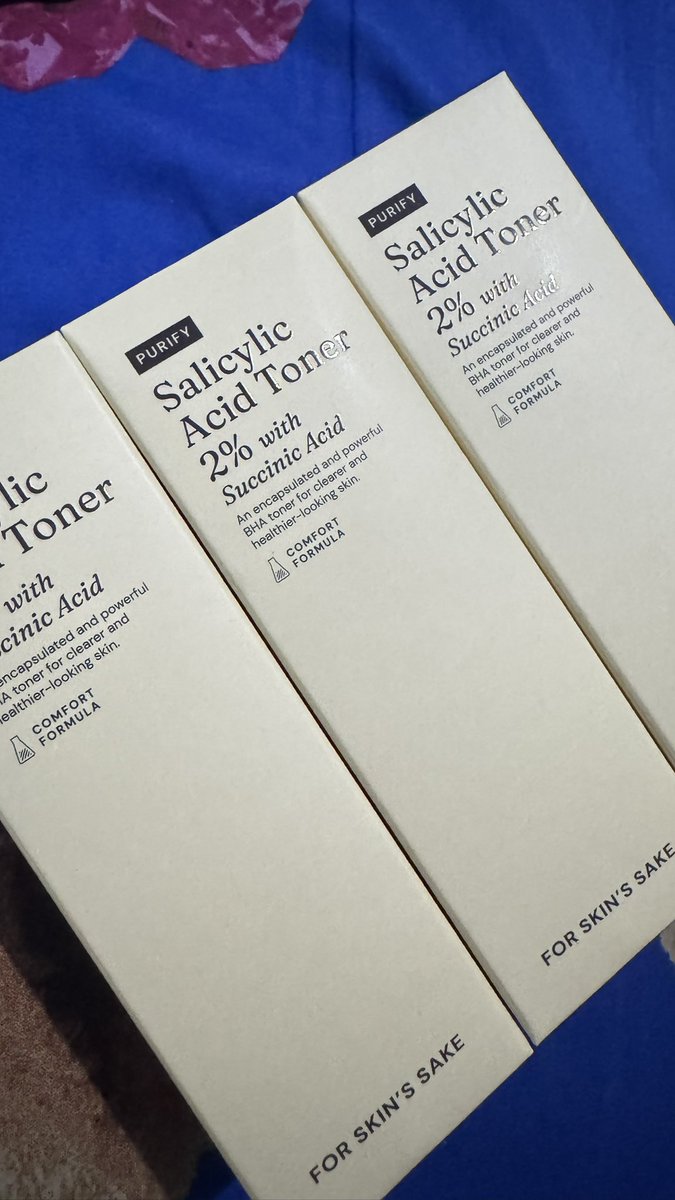 lic
Toner
with
cinic Acid
encapsulated and powerful
toner for clearer and
healthier-looking skin.
COMFORT
FORMULA
PURIFY
Salicylic
Acid Toner
2% with
Succinic Acid
An encapsulated and powerful
BHA toner for clearer and
healthier-looking skin.
COMFORT
FORMULA
FOR SKIN'S SAKE
PURIFY
Salicylic
Acid Toner
2% with
Succinic Acid
An encapsulated and powerful
BHA toner for clearer and
healthier-looking skin.
COMFORT
FORMULA
FOR SKIN'S SAKE